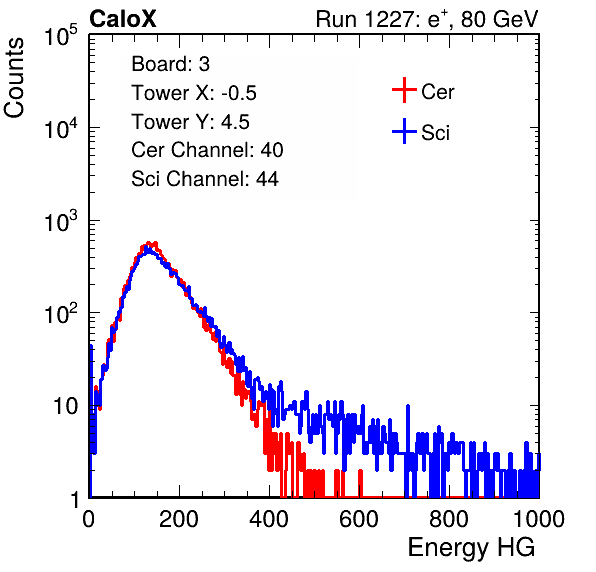 CaloX Run 1227: e⁺, 80 GeV
Counts
Board: 3
Tower X: -0.5
Tower Y: 4.5
Cer Channel: 40
Sci Channel: 44
Cer
Sci
10⁵
10⁴
10³
10²
10
1
0 200 400 600 800 1000
Energy HG